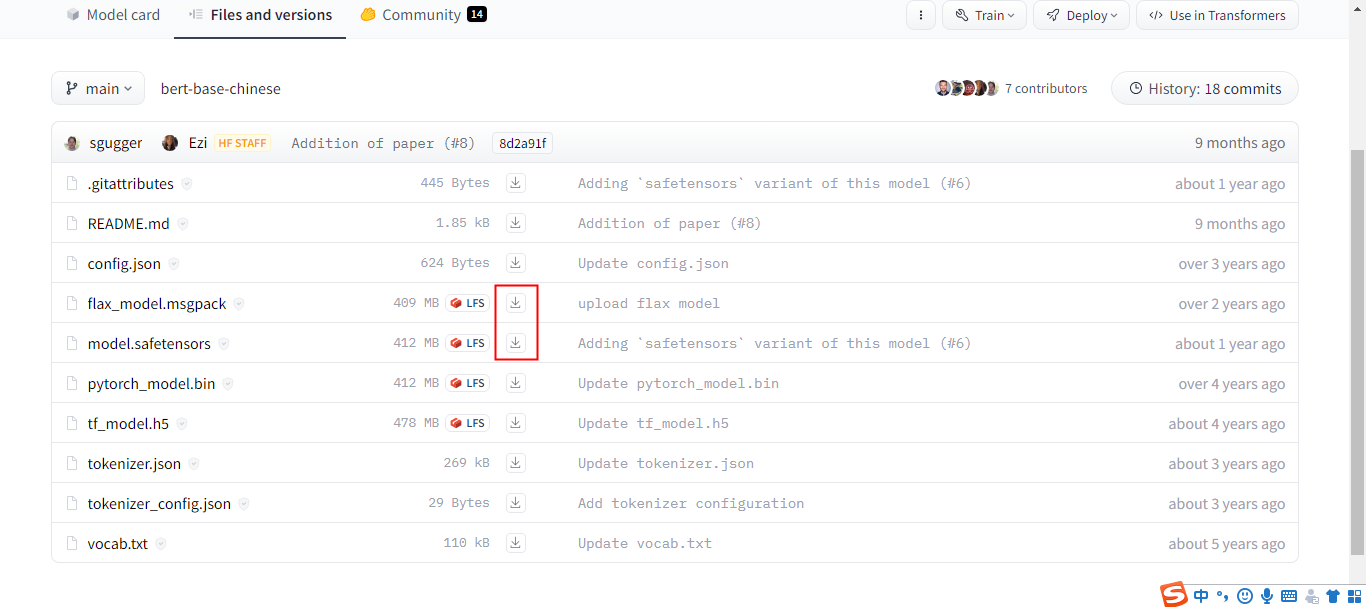 Model card Files and versions Community 14 Train Deploy </> Use in Transformers
main bert-base-chinese 7 contributors History: 18 commits
sgugger Ezi HF STAFF Addition of paper (#8) 8d2a91f 9 months ago
.gitattributes 445 Bytes Adding `safetensors` variant of this model (#6) about 1 year ago
README.md 1.85 kB Addition of paper (#8) 9 months ago
config.json 624 Bytes Update config.json over 3 years ago
flax_model.msgpack 409 MB LFS upload flax model over 2 years ago
model.safetensors 412 MB LFS Adding `safetensors` variant of this model (#6) about 1 year ago
pytorch_model.bin 412 MB LFS Update pytorch_model.bin over 4 years ago
tf_model.h5 478 MB LFS Update tf_model.h5 about 4 years ago
tokenizer.json 269 kB Update tokenizer.json about 3 years ago
tokenizer_config.json 29 Bytes Add tokenizer configuration about 3 years ago
vocab.txt 110 kB Update vocab.txt about 5 years ago
S 中 °,